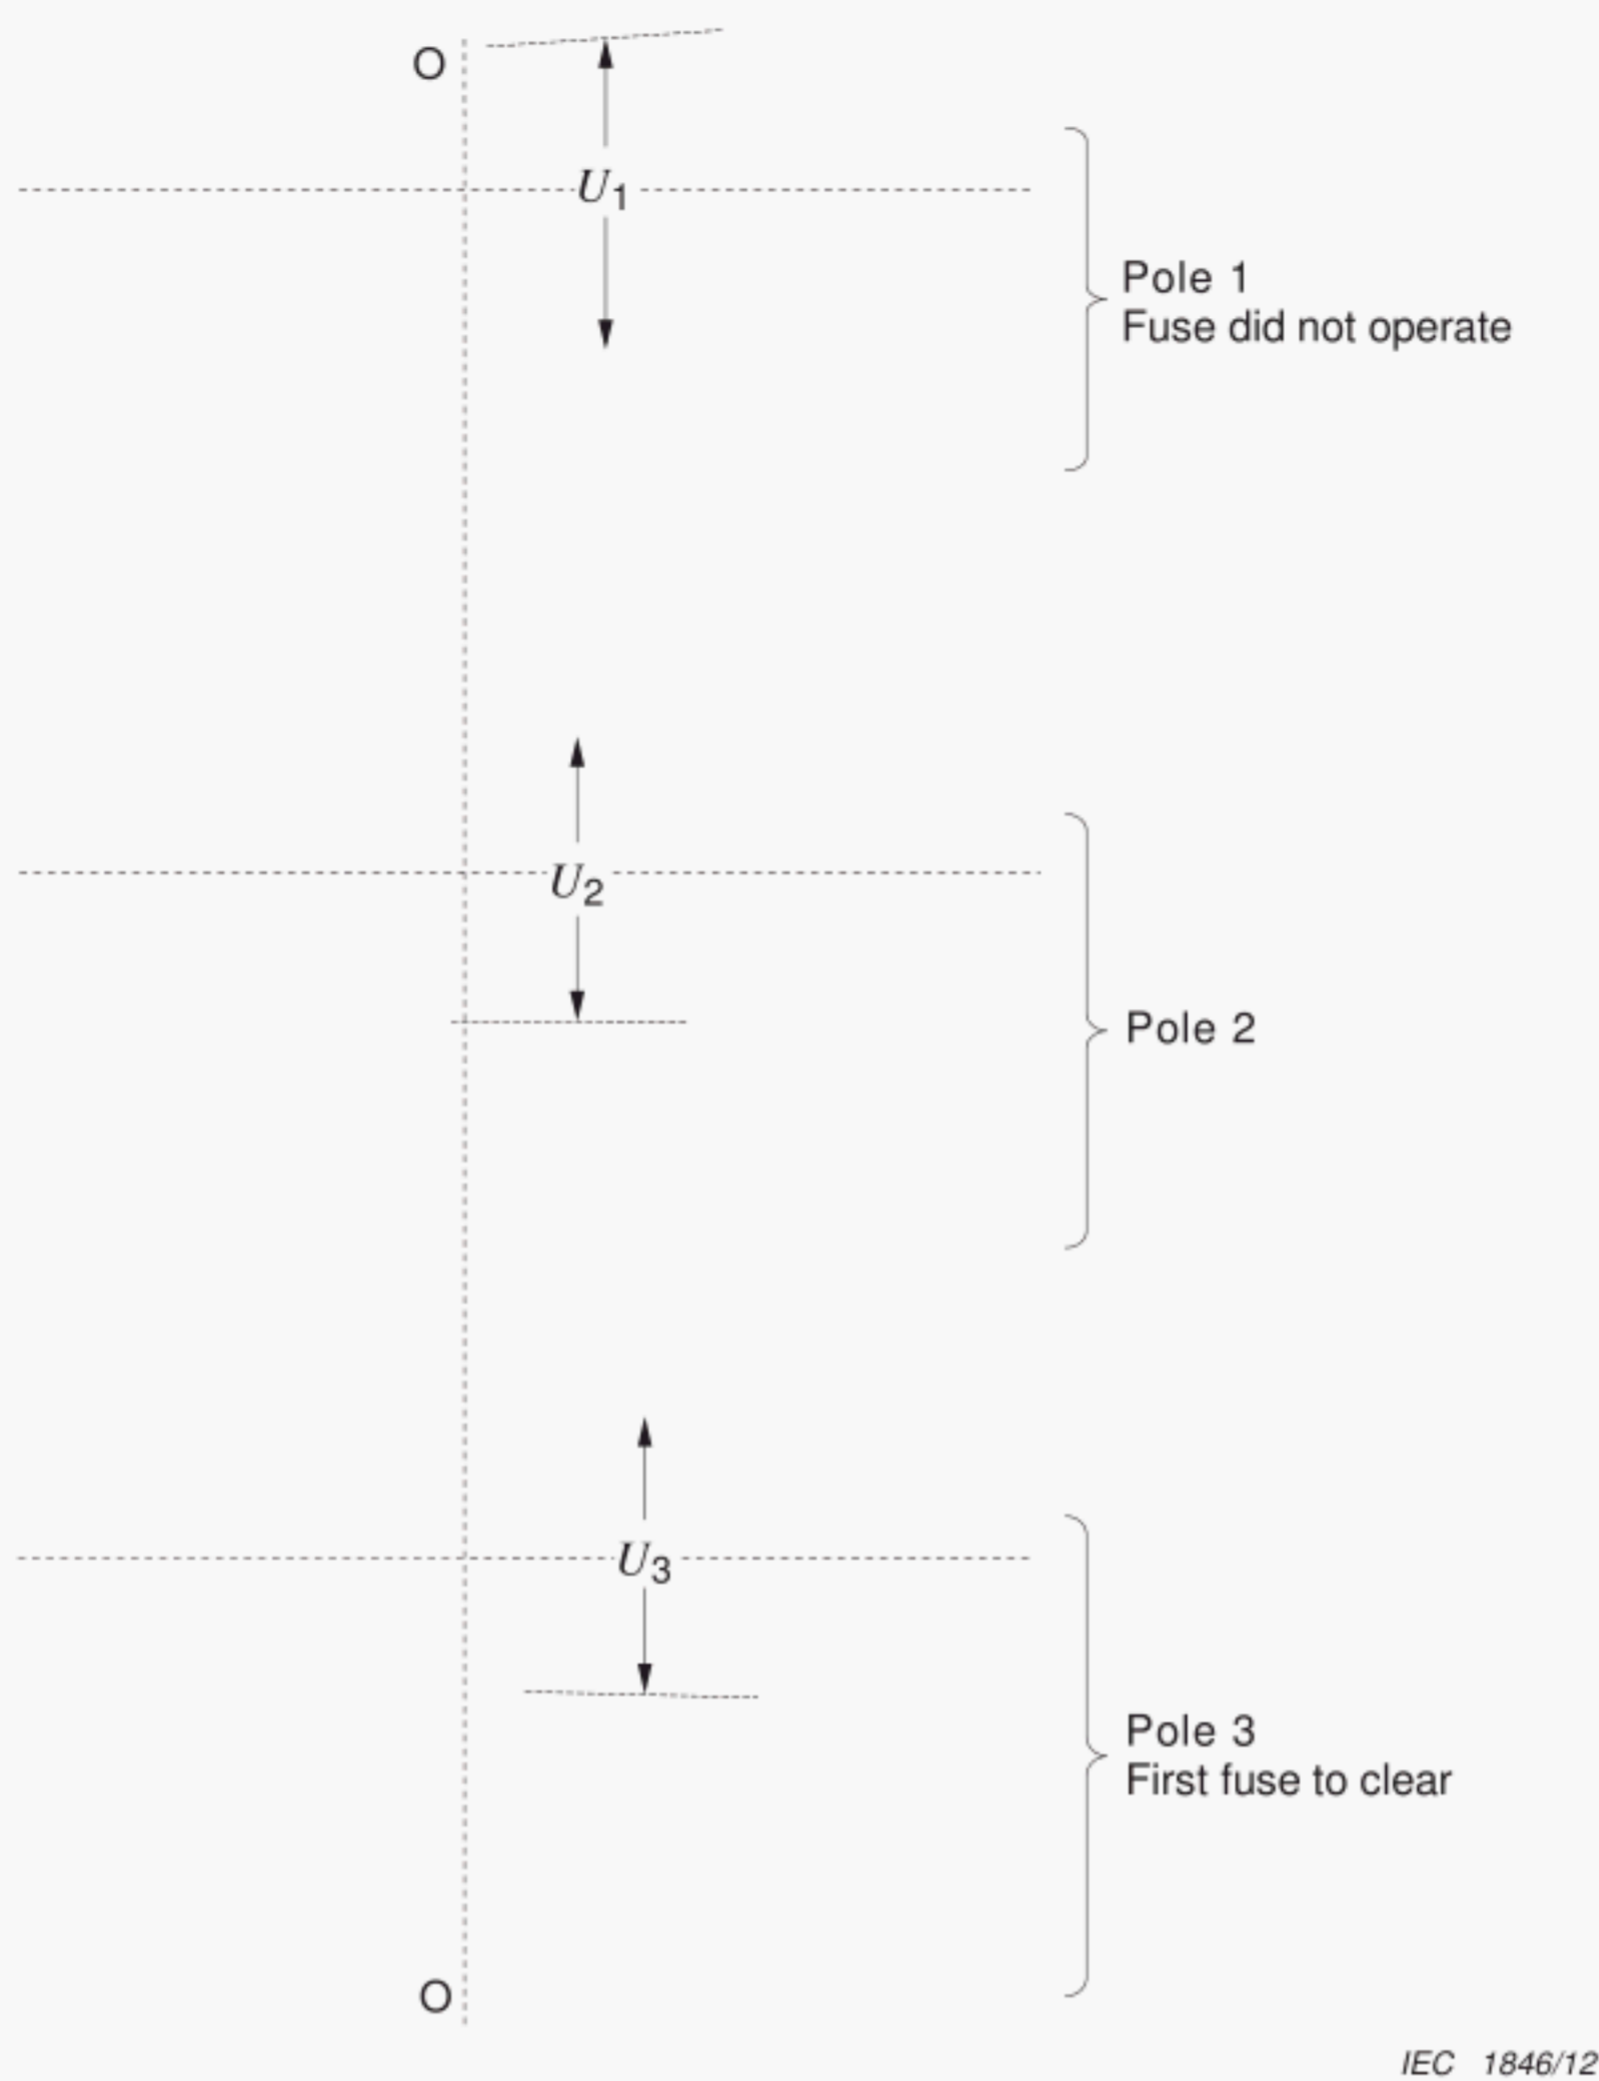 O
U1
Pole 1
Fuse did not operate
U2
Pole 2
U3
Pole 3
First fuse to clear
O
IEC 1846/12